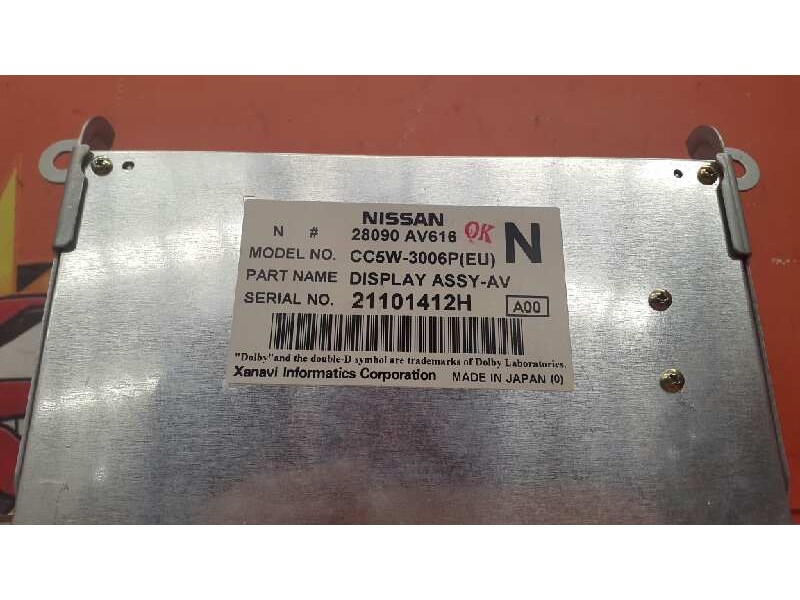 NISSAN
N # 28090 AV616 OK N
MODEL NO. CC5W-3006P(EU)
PART NAME DISPLAY ASSY-AV
SERIAL NO. 21101412H A00
"Dolby"and the double-D symbol are trademarks of Dolby Laboratories.
Xanavi Informatics Corporation MADE IN JAPAN (0)